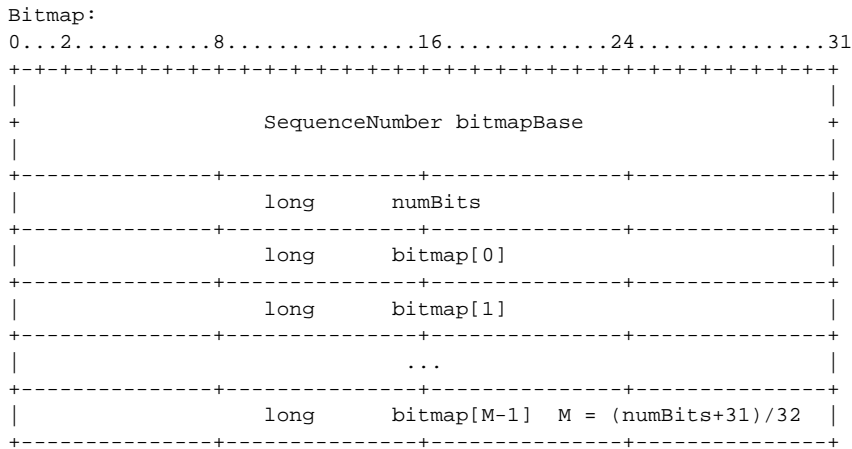 Bitmap:
0...2...........8...............16.............24...............31
+-+-+-+-+-+-+-+-+-+-+-+-+-+-+-+-+-+-+-+-+-+-+-+-+-+-+-+-+-+-+-+-+
|                                                               |
+                   SequenceNumber bitmapBase                   +
|                                                               |
+---------------+---------------+---------------+---------------+
|                   long      numBits                           |
+---------------+---------------+---------------+---------------+
|                   long      bitmap[0]                         |
+---------------+---------------+---------------+---------------+
|                   long      bitmap[1]                         |
+---------------+---------------+---------------+---------------+
|                              ...                              |
+---------------+---------------+---------------+---------------+
|                   long      bitmap[M-1]  M = (numBits+31)/32  |
+---------------+---------------+---------------+---------------+